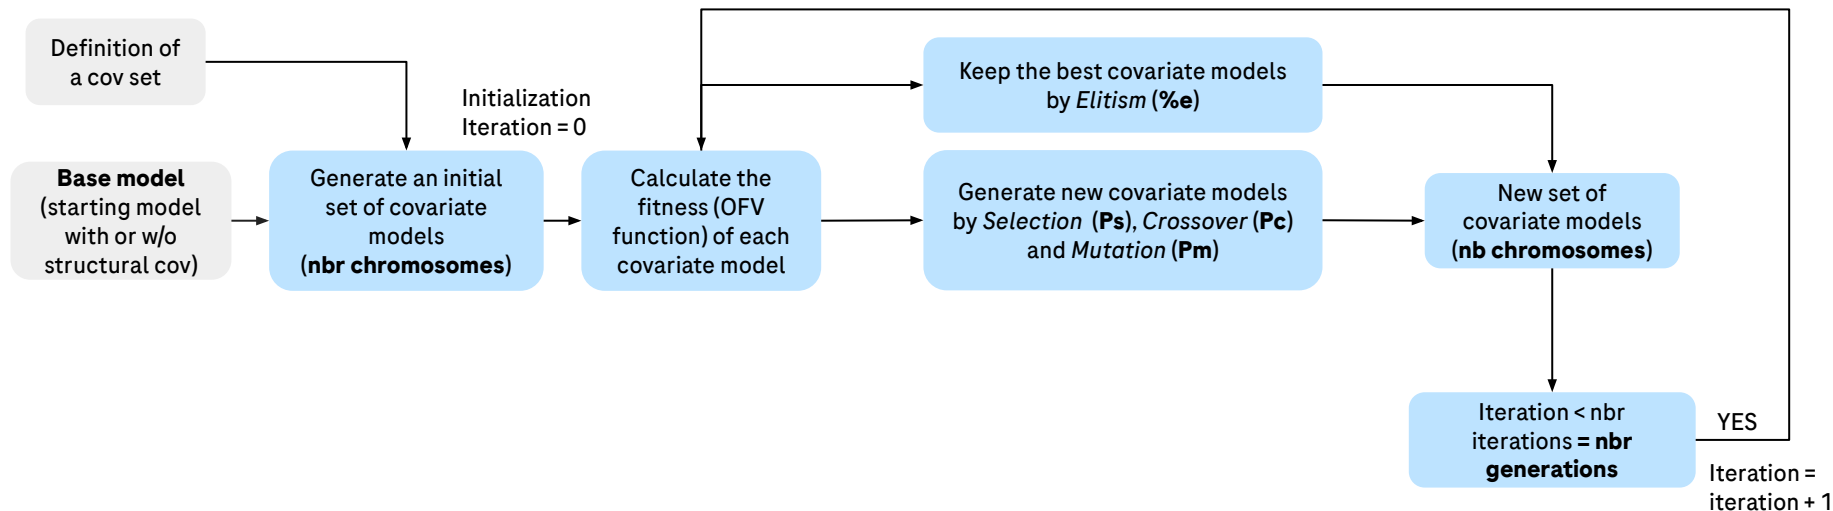 Definition of
a cov set
Base model
(starting model
with or w/o
structural cov)
Initialization
Iteration = 0
Generate an initial
set of covariate
models
(nbr chromosomes)
Calculate the
fitness (OFV
function) of each
covariate model
Keep the best covariate models
by Elitism (%e)
Generate new covariate models
by Selection (Ps), Crossover (Pc)
and Mutation (Pm)
New set of
covariate models
(nb chromosomes)
Iteration < nbr
iterations = nbr
generations
YES
Iteration =
iteration + 1